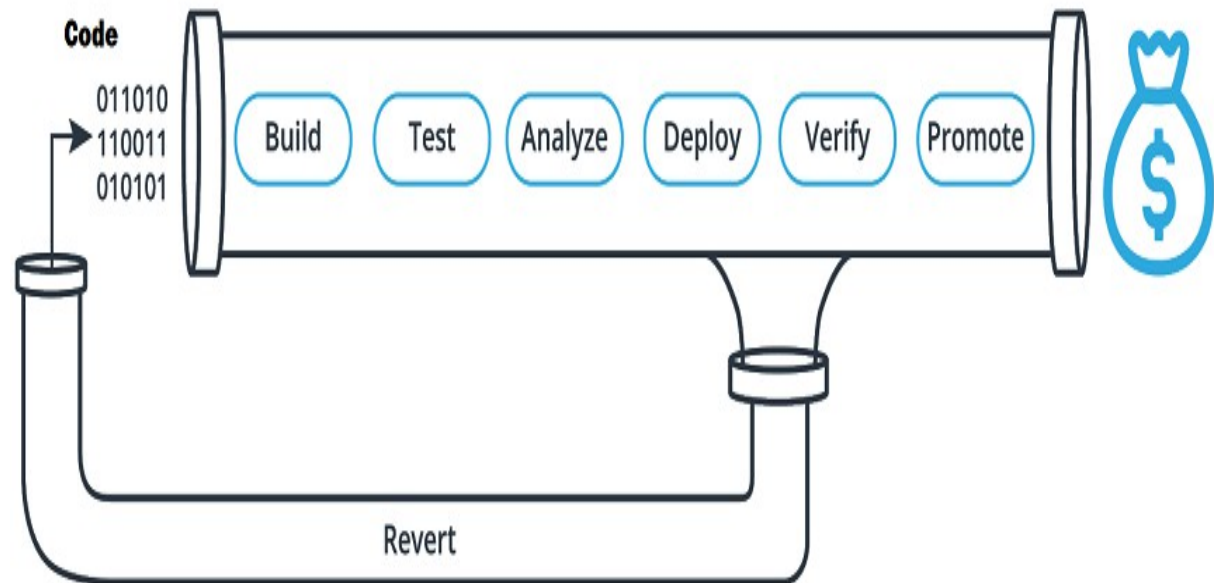 Code
011010
110011
010101
Build Test Analyze Deploy Verify Promote
$
Revert